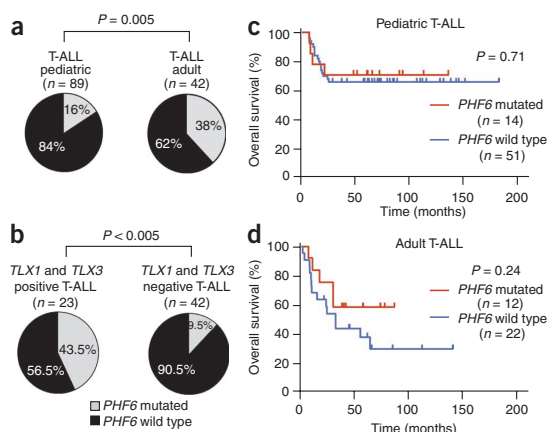 a
P = 0.005
T-ALL
pediatric
(n = 89)
T-ALL
adult
(n = 42)
16%
84%
38%
62%
b
P < 0.005
TLX1 and TLX3
positive T-ALL
(n = 23)
TLX1 and TLX3
negative T-ALL
(n = 42)
43.5%
56.5%
9.5%
90.5%
PHF6 mutated
PHF6 wild type
c
Pediatric T-ALL
Overall survival (%)
100
80
60
40
20
0
P = 0.71
PHF6 mutated
(n = 14)
PHF6 wild type
(n = 51)
0 50 100 150 200
Time (months)
d
Adult T-ALL
Overall survival (%)
100
80
60
40
20
0
P = 0.24
PHF6 mutated
(n = 12)
PHF6 wild type
(n = 22)
0 50 100 150 200
Time (months)